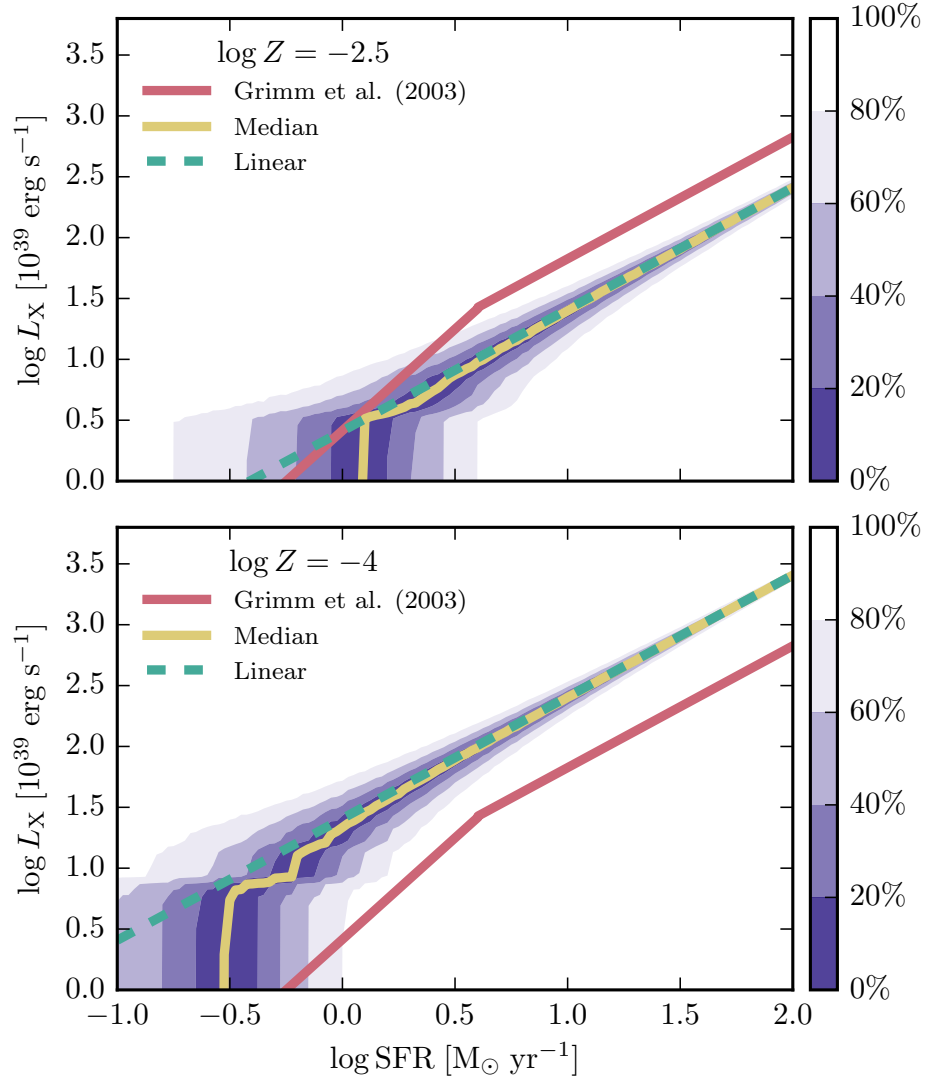 log Z = −2.5
Grimm et al. (2003)
Median
Linear
log L_X [10^39 erg s^−1]
3.5
3.0
2.5
2.0
1.5
1.0
0.5
0.0
100%
80%
60%
40%
20%
0%
log Z = −4
Grimm et al. (2003)
Median
Linear
log L_X [10^39 erg s^−1]
3.5
3.0
2.5
2.0
1.5
1.0
0.5
0.0
100%
80%
60%
40%
20%
0%
−1.0 −0.5 0.0 0.5 1.0 1.5 2.0
log SFR [M_⊙ yr^−1]